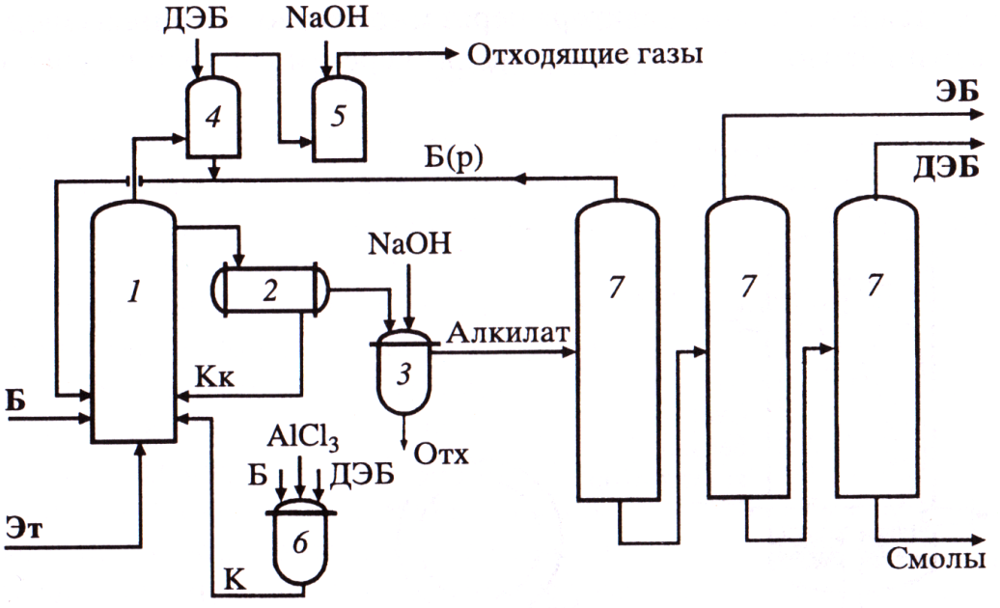 ДЭБ NaOH
Отходящие газы
4 5
ЭБ
ДЭБ
Б(р)
NaOH
1 2 7 7 7
Алкилат
3
Кк
Б
AlCl₃
Б ДЭБ
Отх
Эт
6
К
Смолы